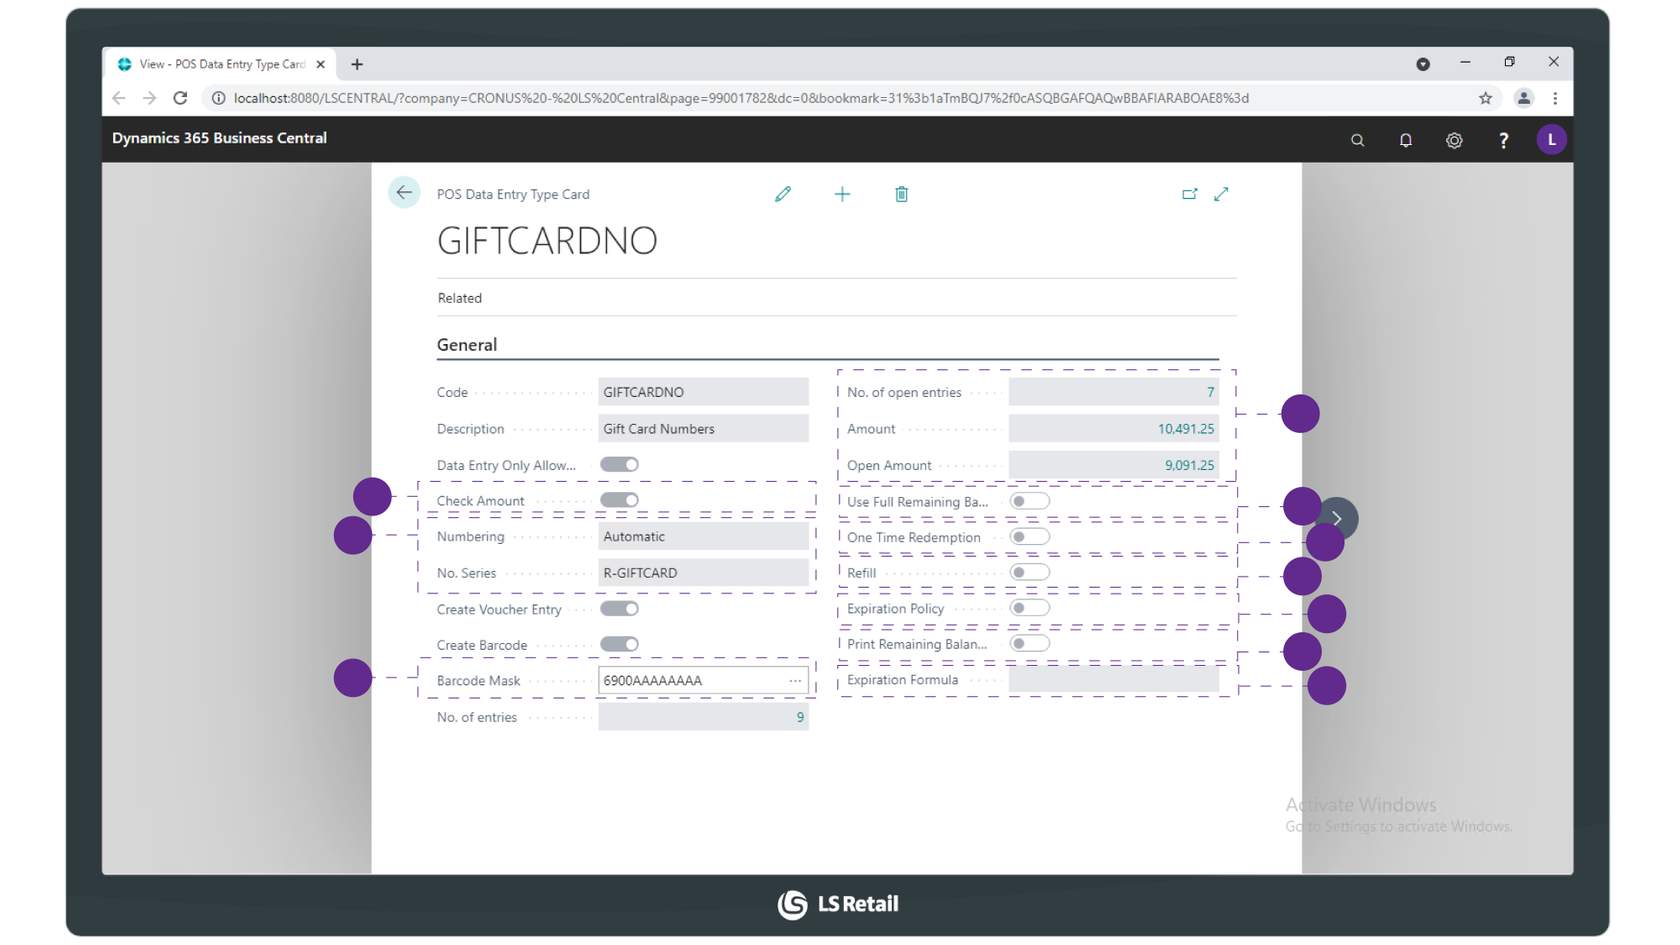 View - POS Data Entry Type Card
localhost:8080/LSCENTRAL/?company=CRONUS%20-%20LS%20Central&page=99001782&dc=0&bookmark=31%3b1aTmBQJ7%2f0cASQBGAFQAQwBBAFIARABOAE8%3d
Dynamics 365 Business Central
? L
POS Data Entry Type Card
GIFTCARDNO
Related
General
Code GIFTCARDNO
Description Gift Card Numbers
Data Entry Only Allow...
Check Amount
Numbering Automatic
No. Series R-GIFTCARD
Create Voucher Entry
Create Barcode
Barcode Mask 6900AAAAAAAA ...
No. of entries 9
No. of open entries 7
Amount 10,491.25
Open Amount 9,091.25
Use Full Remaining Ba...
One Time Redemption
Refill
Expiration Policy
Print Remaining Balan...
Expiration Formula
Activate Windows
Go to Settings to activate Windows.
LS Retail